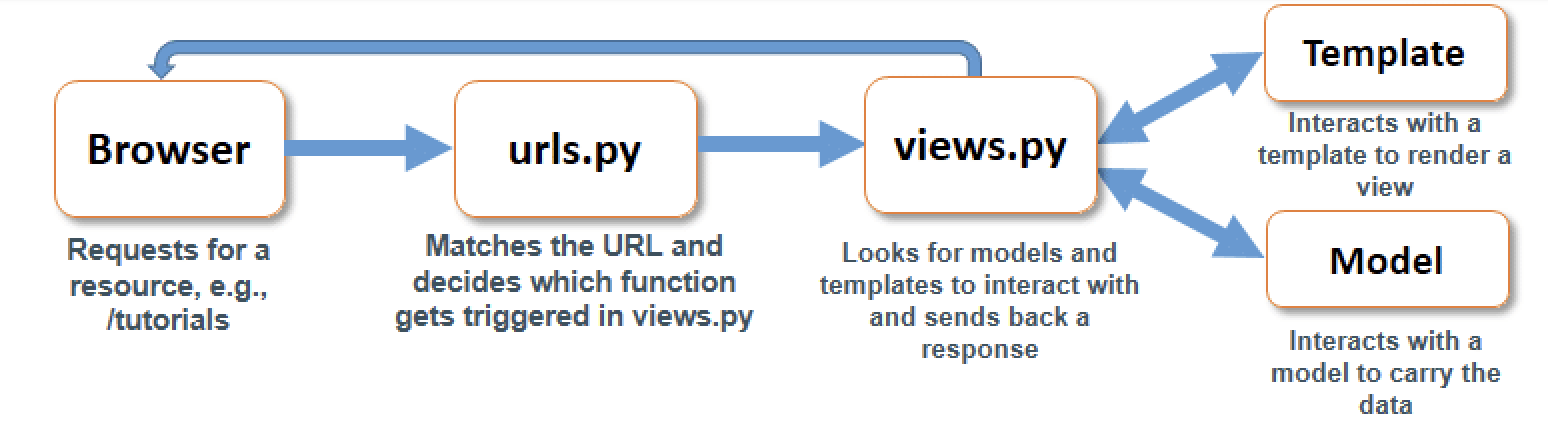 Browser
Requests for a
resource, e.g.,
/tutorials
urls.py
Matches the URL and
decides which function
gets triggered in views.py
views.py
Looks for models and
templates to interact with
and sends back a
response
Template
Interacts with a
template to render a
view
Model
Interacts with a
model to carry the
data